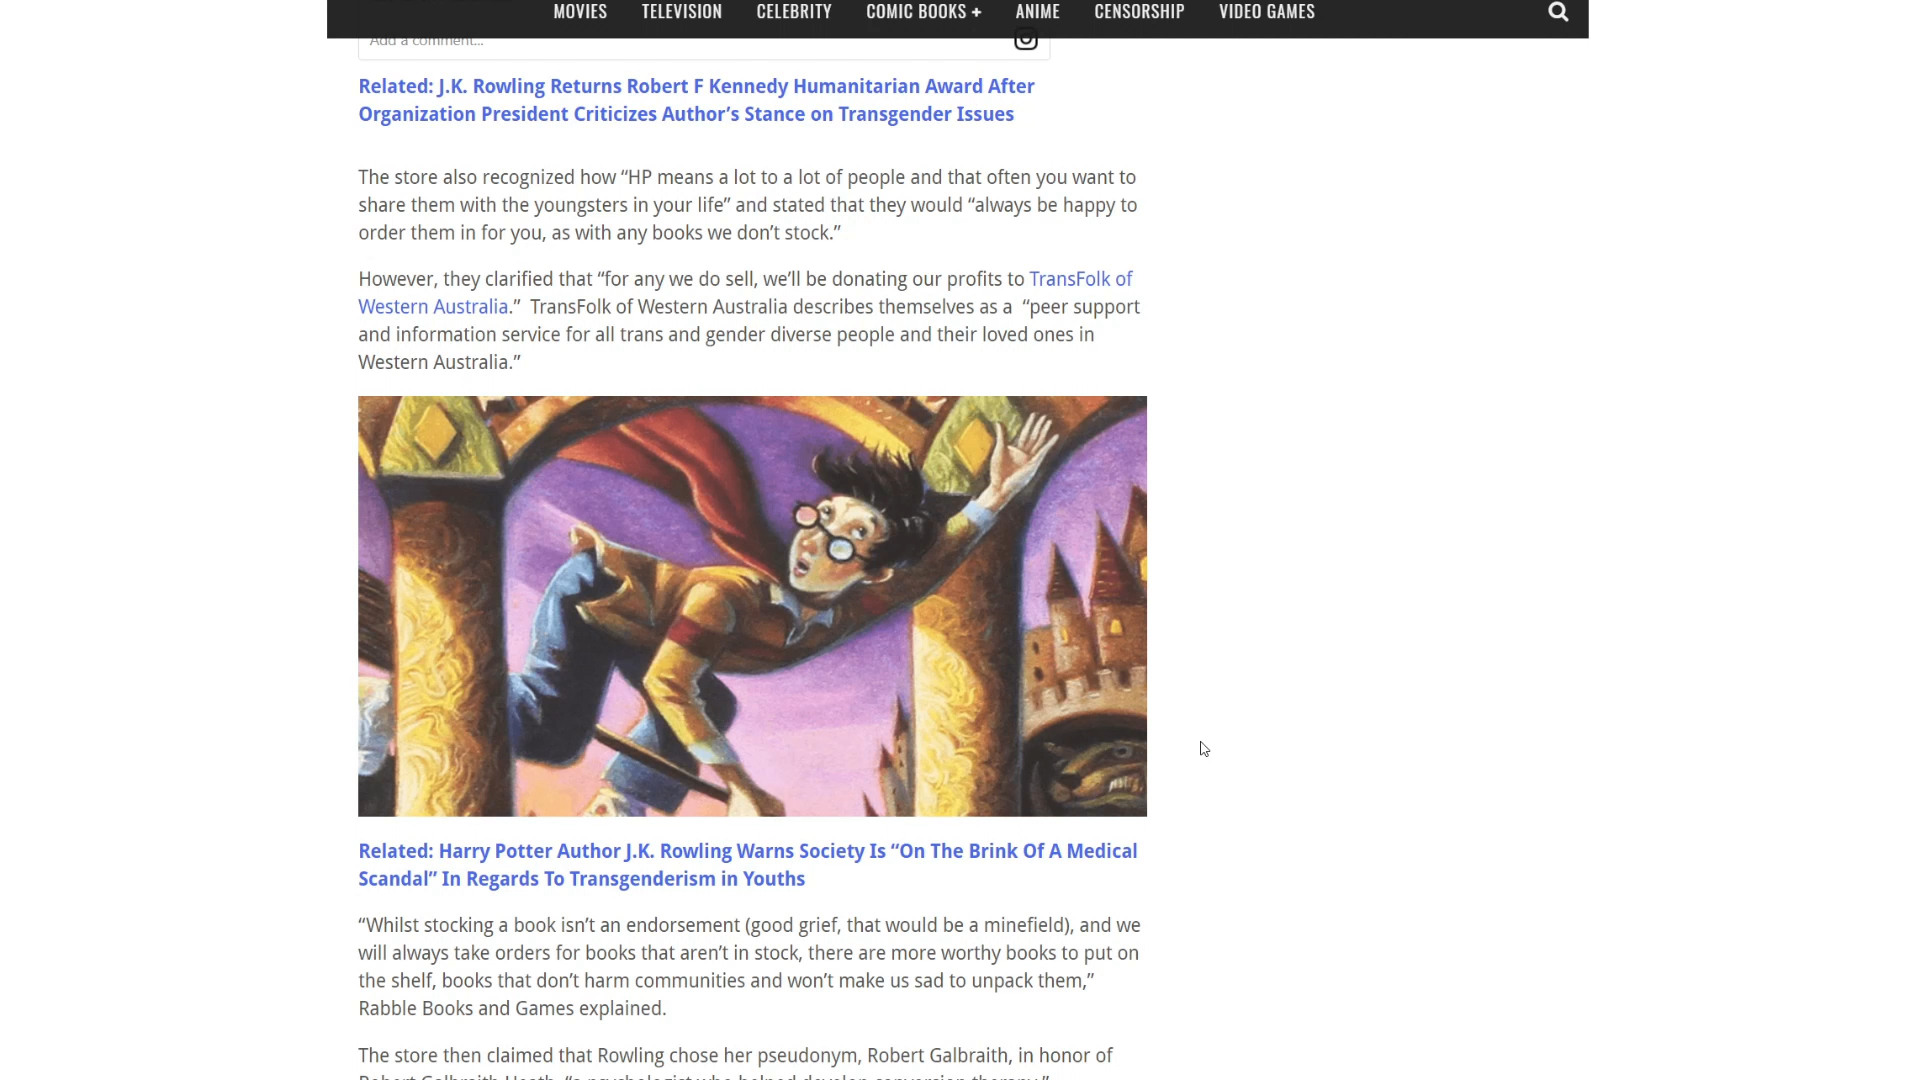 MOVIES TELEVISION CELEBRITY COMIC BOOKS + ANIME CENSORSHIP VIDEO GAMES
Add a comment...
Related: J.K. Rowling Returns Robert F Kennedy Humanitarian Award After
Organization President Criticizes Author’s Stance on Transgender Issues
The store also recognized how “HP means a lot to a lot of people and that often you want to
share them with the youngsters in your life” and stated that they would “always be happy to
order them in for you, as with any books we don’t stock.”
However, they clarified that “for any we do sell, we’ll be donating our profits to TransFolk of
Western Australia.”  TransFolk of Western Australia describes themselves as a  “peer support
and information service for all trans and gender diverse people and their loved ones in
Western Australia.”
Related: Harry Potter Author J.K. Rowling Warns Society Is “On The Brink Of A Medical
Scandal” In Regards To Transgenderism in Youths
“Whilst stocking a book isn’t an endorsement (good grief, that would be a minefield), and we
will always take orders for books that aren’t in stock, there are more worthy books to put on
the shelf, books that don’t harm communities and won’t make us sad to unpack them,”
Rabble Books and Games explained.
The store then claimed that Rowling chose her pseudonym, Robert Galbraith, in honor of
Robert Galbraith Heath, “a psychologist who helped develop conversion therapy.”